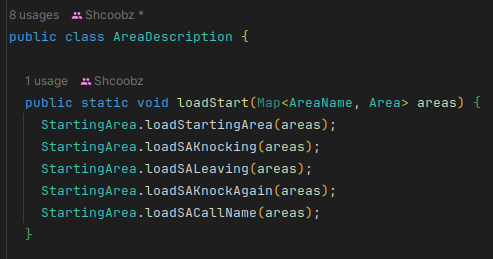 8 usages Shcoobz *
public class AreaDescription {
1 usage Shcoobz
public static void loadStart(Map<AreaName, Area> areas) {
StartingArea.loadStartingArea(areas);
StartingArea.loadSAKnocking(areas);
StartingArea.loadSALeaving(areas);
StartingArea.loadSAKnockAgain(areas);
StartingArea.loadSACallName(areas);
}